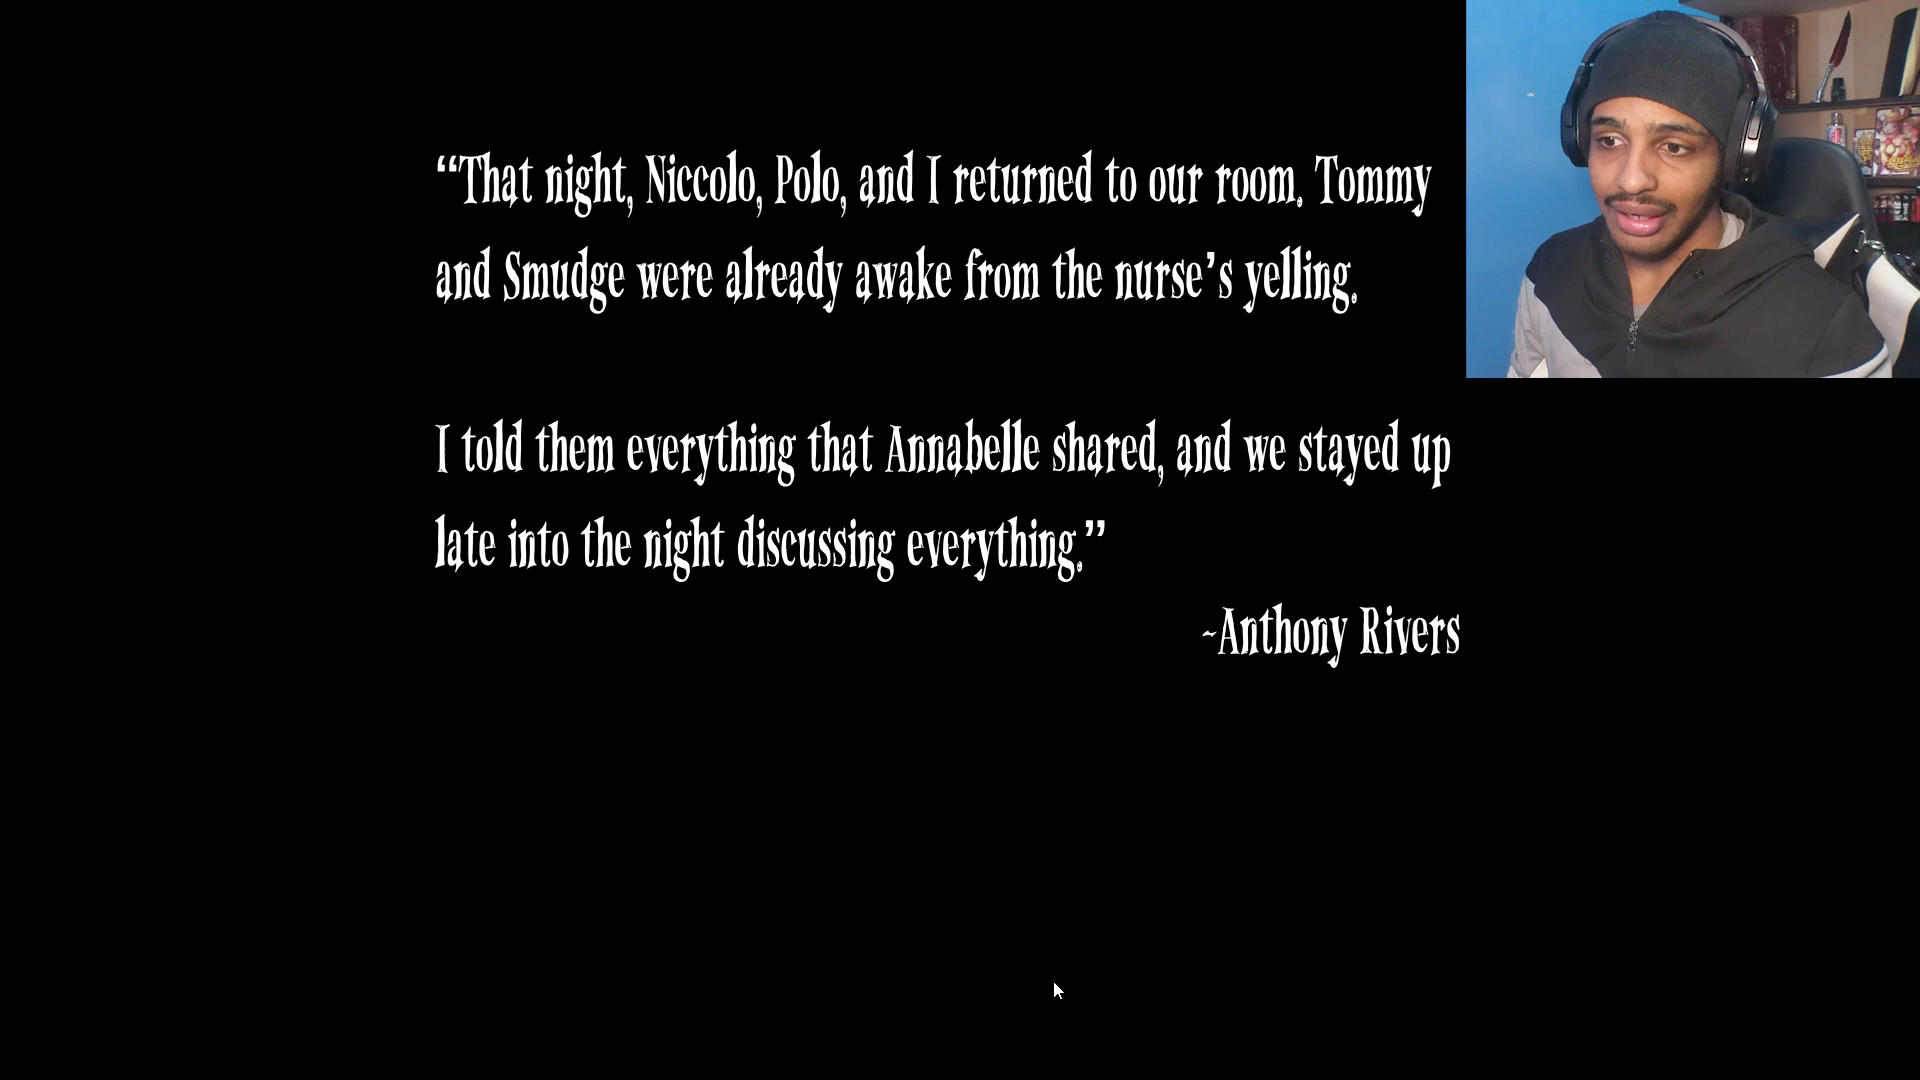 “That night, Niccolo, Polo, and I returned to our room. Tommy
and Smudge were already awake from the nurse’s yelling.
I told them everything that Annabelle shared, and we stayed up
late into the night discussing everything.”
~Anthony Rivers